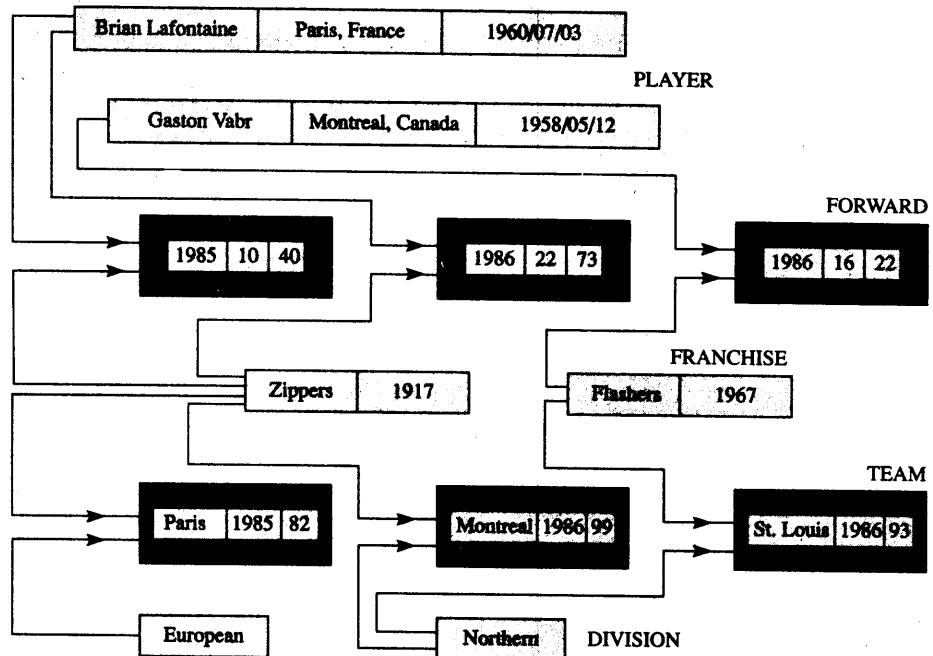 Brian Lafontaine Paris, France 1960/07/03
PLAYER
Gaston Vabr Montreal, Canada 1958/05/12
FORWARD
1985 10 40
1986 22 73
1986 16 22
FRANCHISE
Zippers 1917
Flashers 1967
TEAM
Paris 1985 82
Montreal 1986 99
St. Louis 1986 93
European
Northern
DIVISION